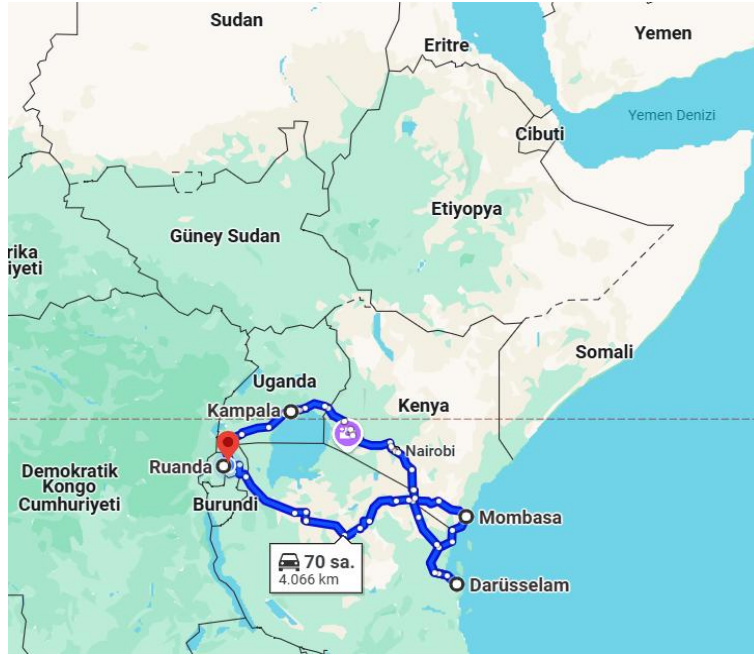 Sudan
Eritre
Yemen
Yemen Denizi
Cibuti
Etiyopya
Güney Sudan
rika
iyeti
Somali
Uganda
Kampala
Kenya
Nairobi
Ruanda
Demokratik
Kongo
Cumhuriyeti
Burundi
Mombasa
70 sa.
4.066 km
Darüsselam